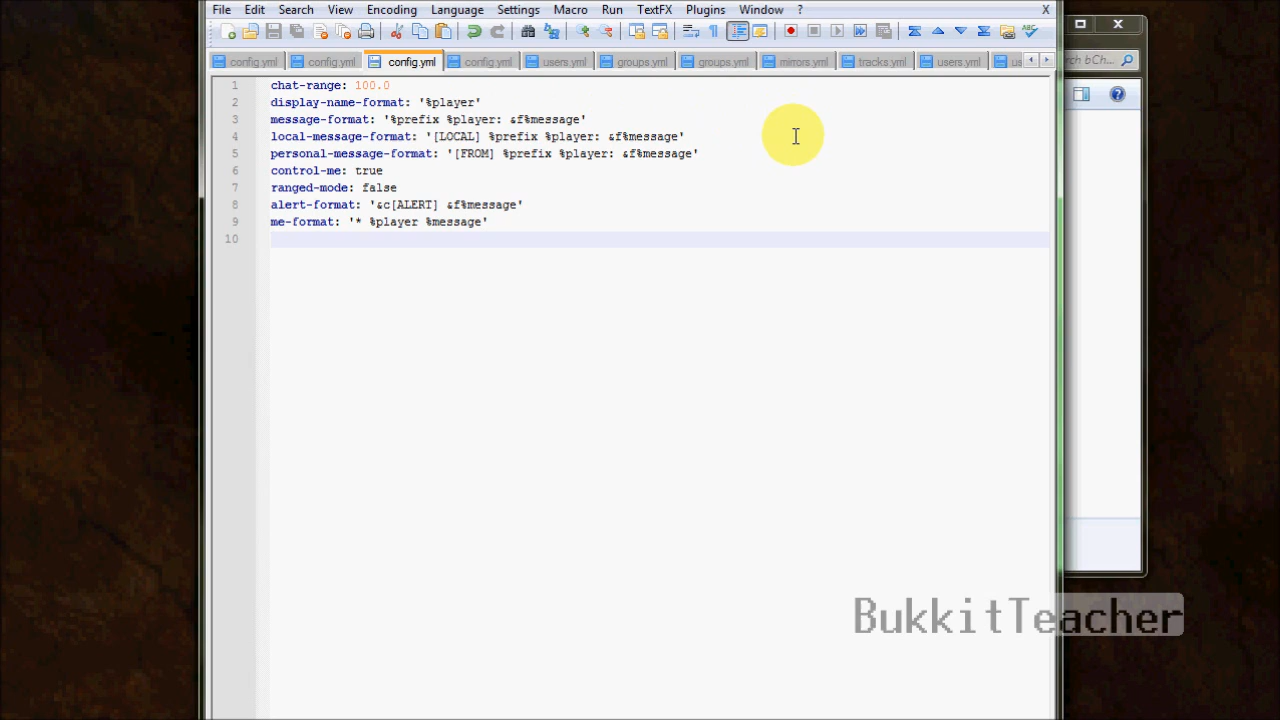 File Edit Search View Encoding Language Settings Macro Run TextFX Plugins Window ? X
config.yml config.yml config.yml config.yml users.yml groups.yml groups.yml mirrors.yml tracks.yml users.yml us
rch bCh...
1 chat-range: 100.0
2 display-name-format: '%player'
3 message-format: '%prefix %player: &f%message'
4 local-message-format: '[LOCAL] %prefix %player: &f%message'
5 personal-message-format: '[FROM] %prefix %player: &f%message'
6 control-me: true
7 ranged-mode: false
8 alert-format: '&c[ALERT] &f%message'
9 me-format: '* %player %message'
10
BukkitTeacher